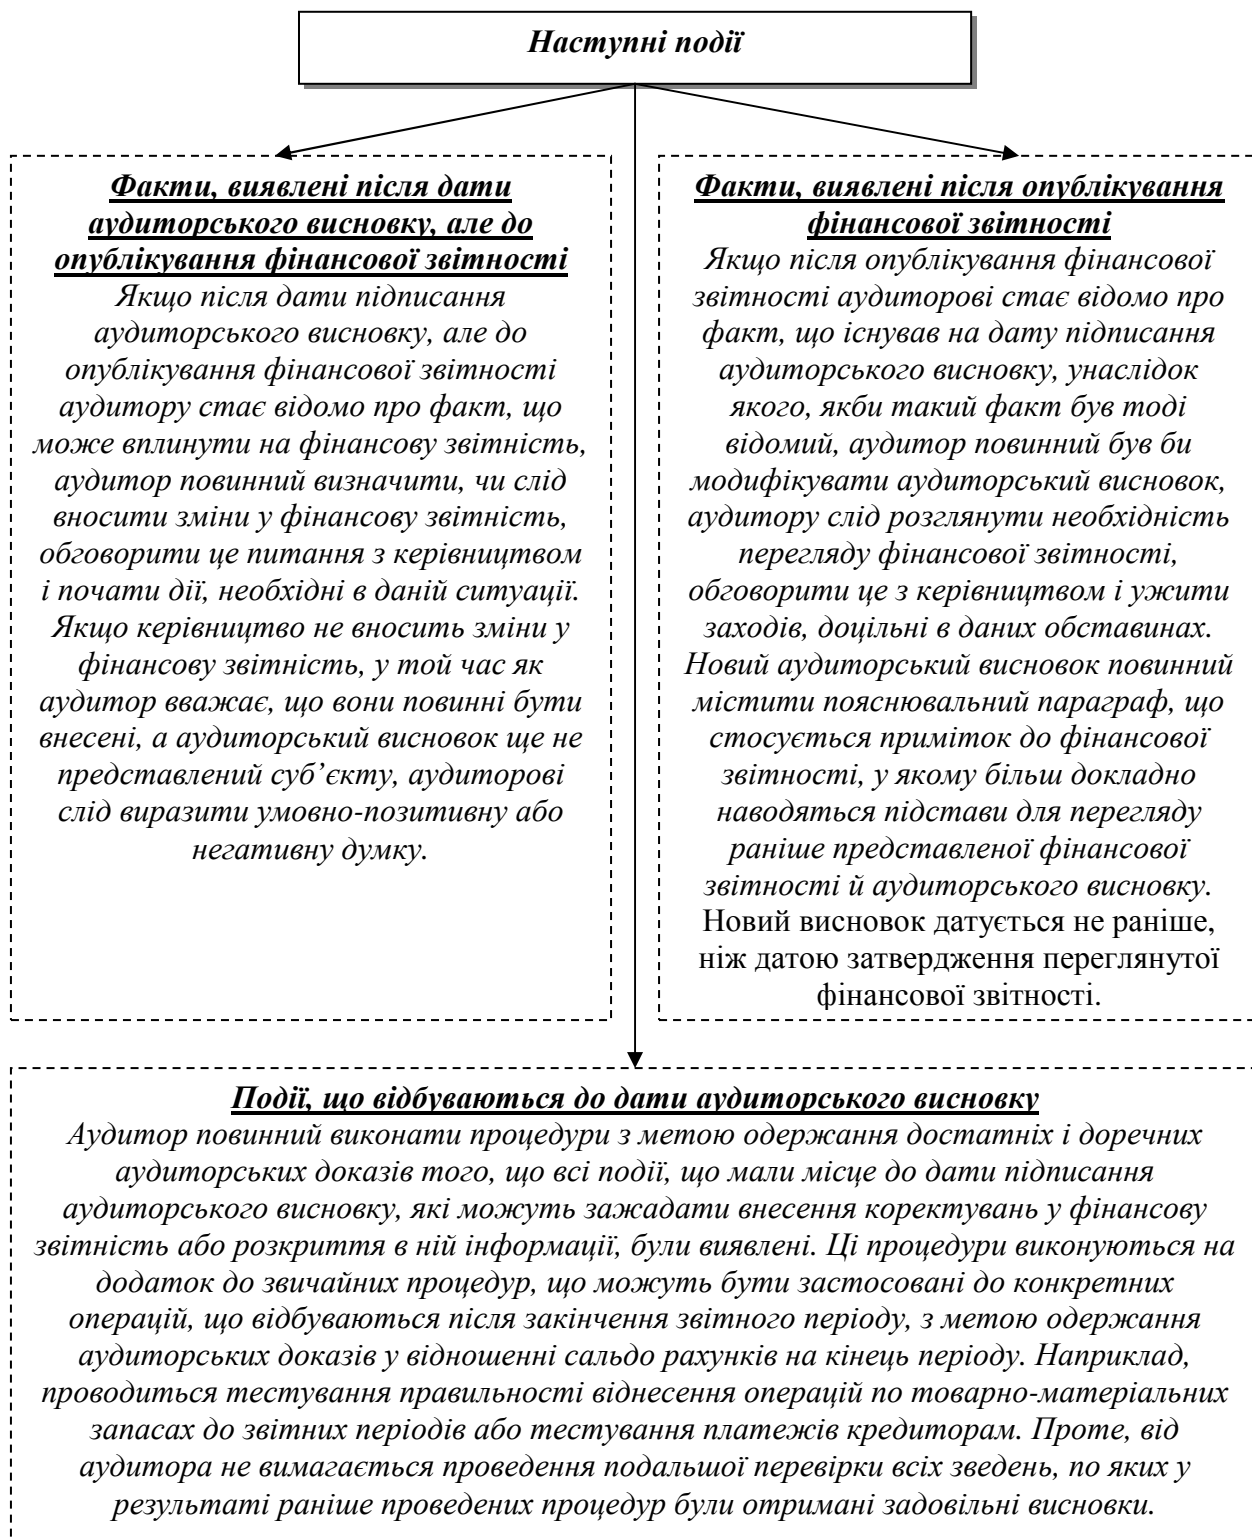 Наступні події
Факти, виявлені після дати
аудиторського висновку, але до
опублікування фінансової звітності
Якщо після дати підписання
аудиторського висновку, але до
опублікування фінансової звітності
аудитору стає відомо про факт, що
може вплинути на фінансову звітність,
аудитор повинний визначити, чи слід
вносити зміни у фінансову звітність,
обговорити це питання з керівництвом
і почати дії, необхідні в даній ситуації.
Якщо керівництво не вносить зміни у
фінансову звітність, у той час як
аудитор вважає, що вони повинні бути
внесені, а аудиторський висновок ще не
представлений суб’єкту, аудиторові
слід виразити умовно-позитивну або
негативну думку.
Факти, виявлені після опублікування
фінансової звітності
Якщо після опублікування фінансової
звітності аудиторові стає відомо про
факт, що існував на дату підписання
аудиторського висновку, унаслідок
якого, якби такий факт був тоді
відомий, аудитор повинний був би
модифікувати аудиторський висновок,
аудитору слід розглянути необхідність
перегляду фінансової звітності,
обговорити це з керівництвом і ужити
заходів, доцільні в даних обставинах.
Новий аудиторський висновок повинний
містити пояснювальний параграф, що
стосується приміток до фінансової
звітності, у якому більш докладно
наводяться підстави для перегляду
раніше представленої фінансової
звітності й аудиторського висновку.
Новий висновок датується не раніше,
ніж датою затвердження переглянутої
фінансової звітності.
Події, що відбуваються до дати аудиторського висновку
Аудитор повинний виконати процедури з метою одержання достатніх і доречних
аудиторських доказів того, що всі події, що мали місце до дати підписання
аудиторського висновку, які можуть зажадати внесення коректувань у фінансову
звітність або розкриття в ній інформації, були виявлені. Ці процедури виконуються на
додаток до звичайних процедур, що можуть бути застосовані до конкретних
операцій, що відбуваються після закінчення звітного періоду, з метою одержання
аудиторських доказів у відношенні сальдо рахунків на кінець періоду. Наприклад,
проводиться тестування правильності віднесення операцій по товарно-матеріальних
запасах до звітних періодів або тестування платежів кредиторам. Проте, від
аудитора не вимагається проведення подальшої перевірки всіх зведень, по яких у
результаті раніше проведених процедур були отримані задовільні висновки.